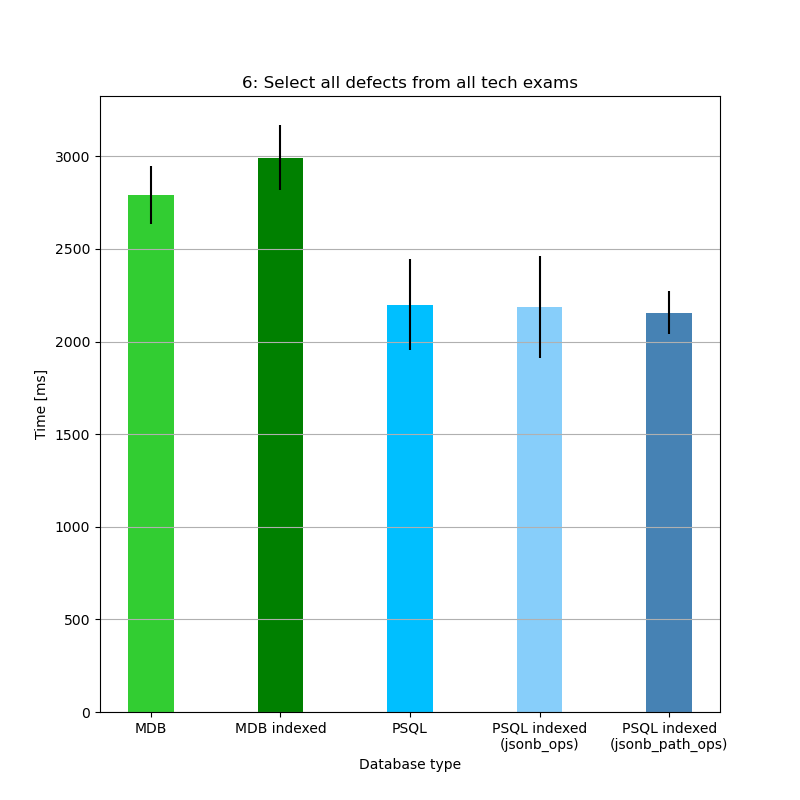 6: Select all defects from all tech exams
3000
2500
2000
1500
1000
500
0
Time [ms]
MDB
MDB indexed
PSQL
PSQL indexed
(jsonb_ops)
PSQL indexed
(jsonb_path_ops)
Database type